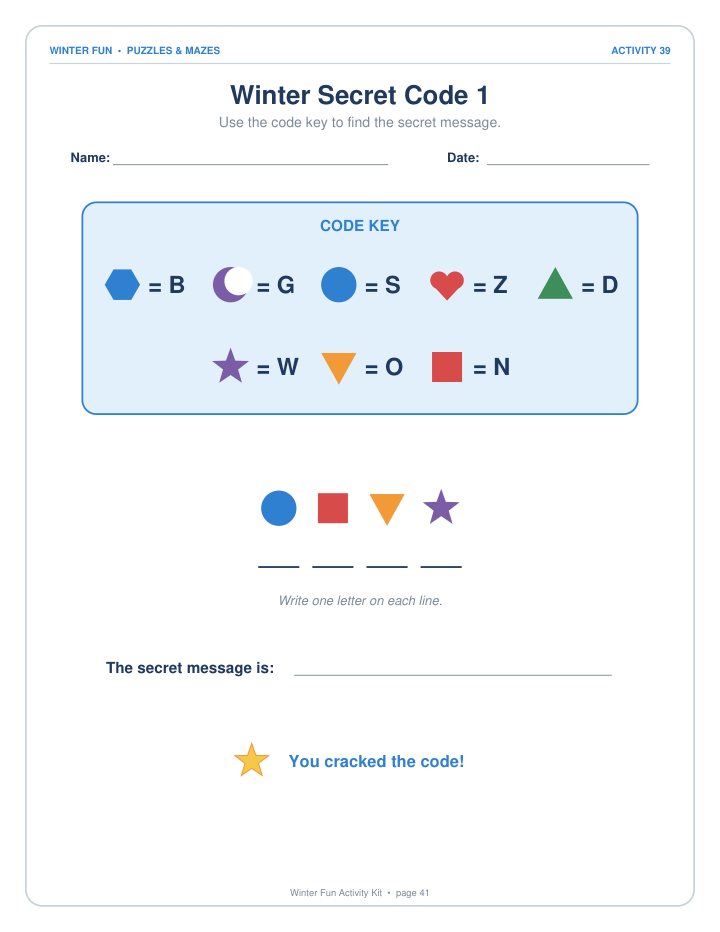 WINTER FUN • PUZZLES & MAZES ACTIVITY 39
Winter Secret Code 1
Use the code key to find the secret message.
Name: Date:
CODE KEY
= B = G = S = Z = D
= W = O = N
Write one letter on each line.
The secret message is:
You cracked the code!
Winter Fun Activity Kit • page 41